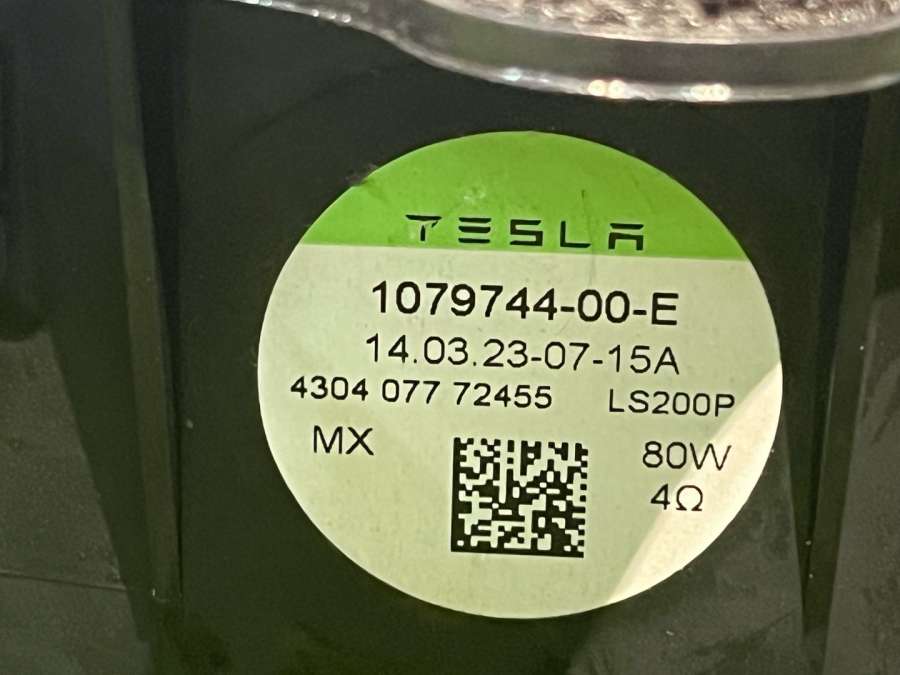 TESLA
1079744-00-E
14.03.23-07-15A
4304 077 72455 LS200P
MX 80W
4Ω